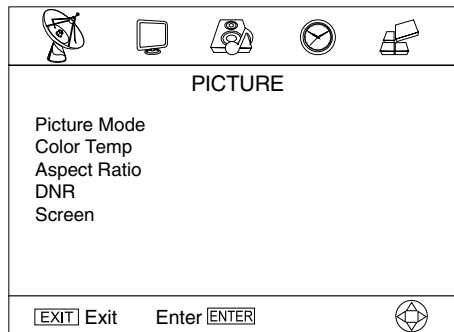 PICTURE
Picture Mode
Color Temp
Aspect Ratio
DNR
Screen
EXIT Exit Enter ENTER